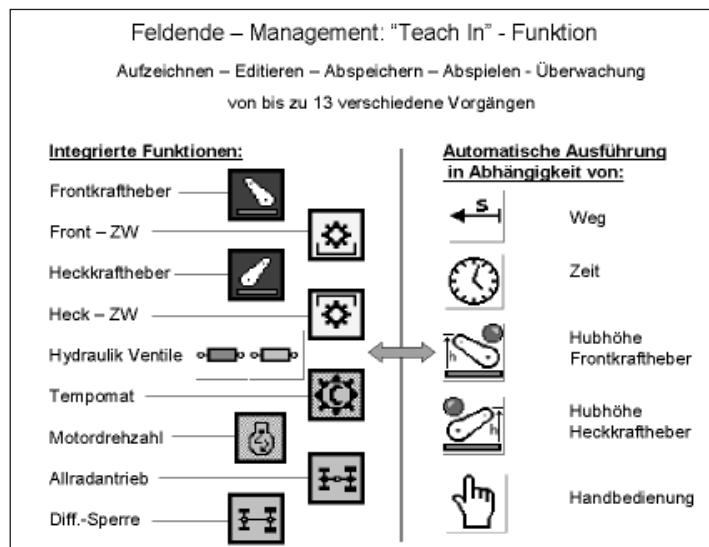 Feldende – Management: "Teach In" - Funktion
Aufzeichnen – Editieren – Abspeichern – Abspielen - Überwachung
von bis zu 13 verschiedene Vorgängen
Integrierte Funktionen:
Frontkraftheber
Front – ZW
Heckkraftheber
Heck – ZW
Hydraulik Ventile
Tempomat
C
Motordrehzahl
Allradantrieb
Diff.-Sperre
Automatische Ausführung
in Abhängigkeit von:
S
Weg
Zeit
h
Hubhöhe
Frontkraftheber
h
Hubhöhe
Heckkraftheber
Handbedienung